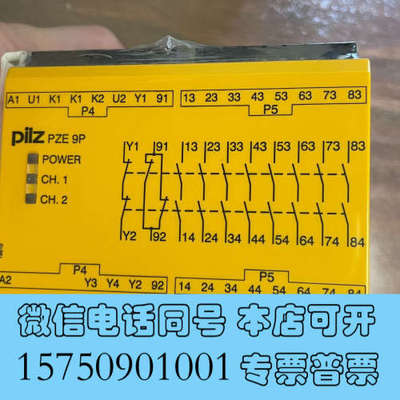 A1 U1 K1 K1 K2 U2 Y1 91 13 23 33 43 53 63 73 83
P4 P5
pilz PZE 9P
POWER
CH. 1
CH. 2
Y1 91 13 23 33 43 53 63 73 83
Y2 92 14 24 34 44 54 64 74 84
P4 P5
A2 Y3 Y4 Y2 92 14 24 34 44 54 64 74 84
微信电话同号 本店可开
15750901001 专票普票